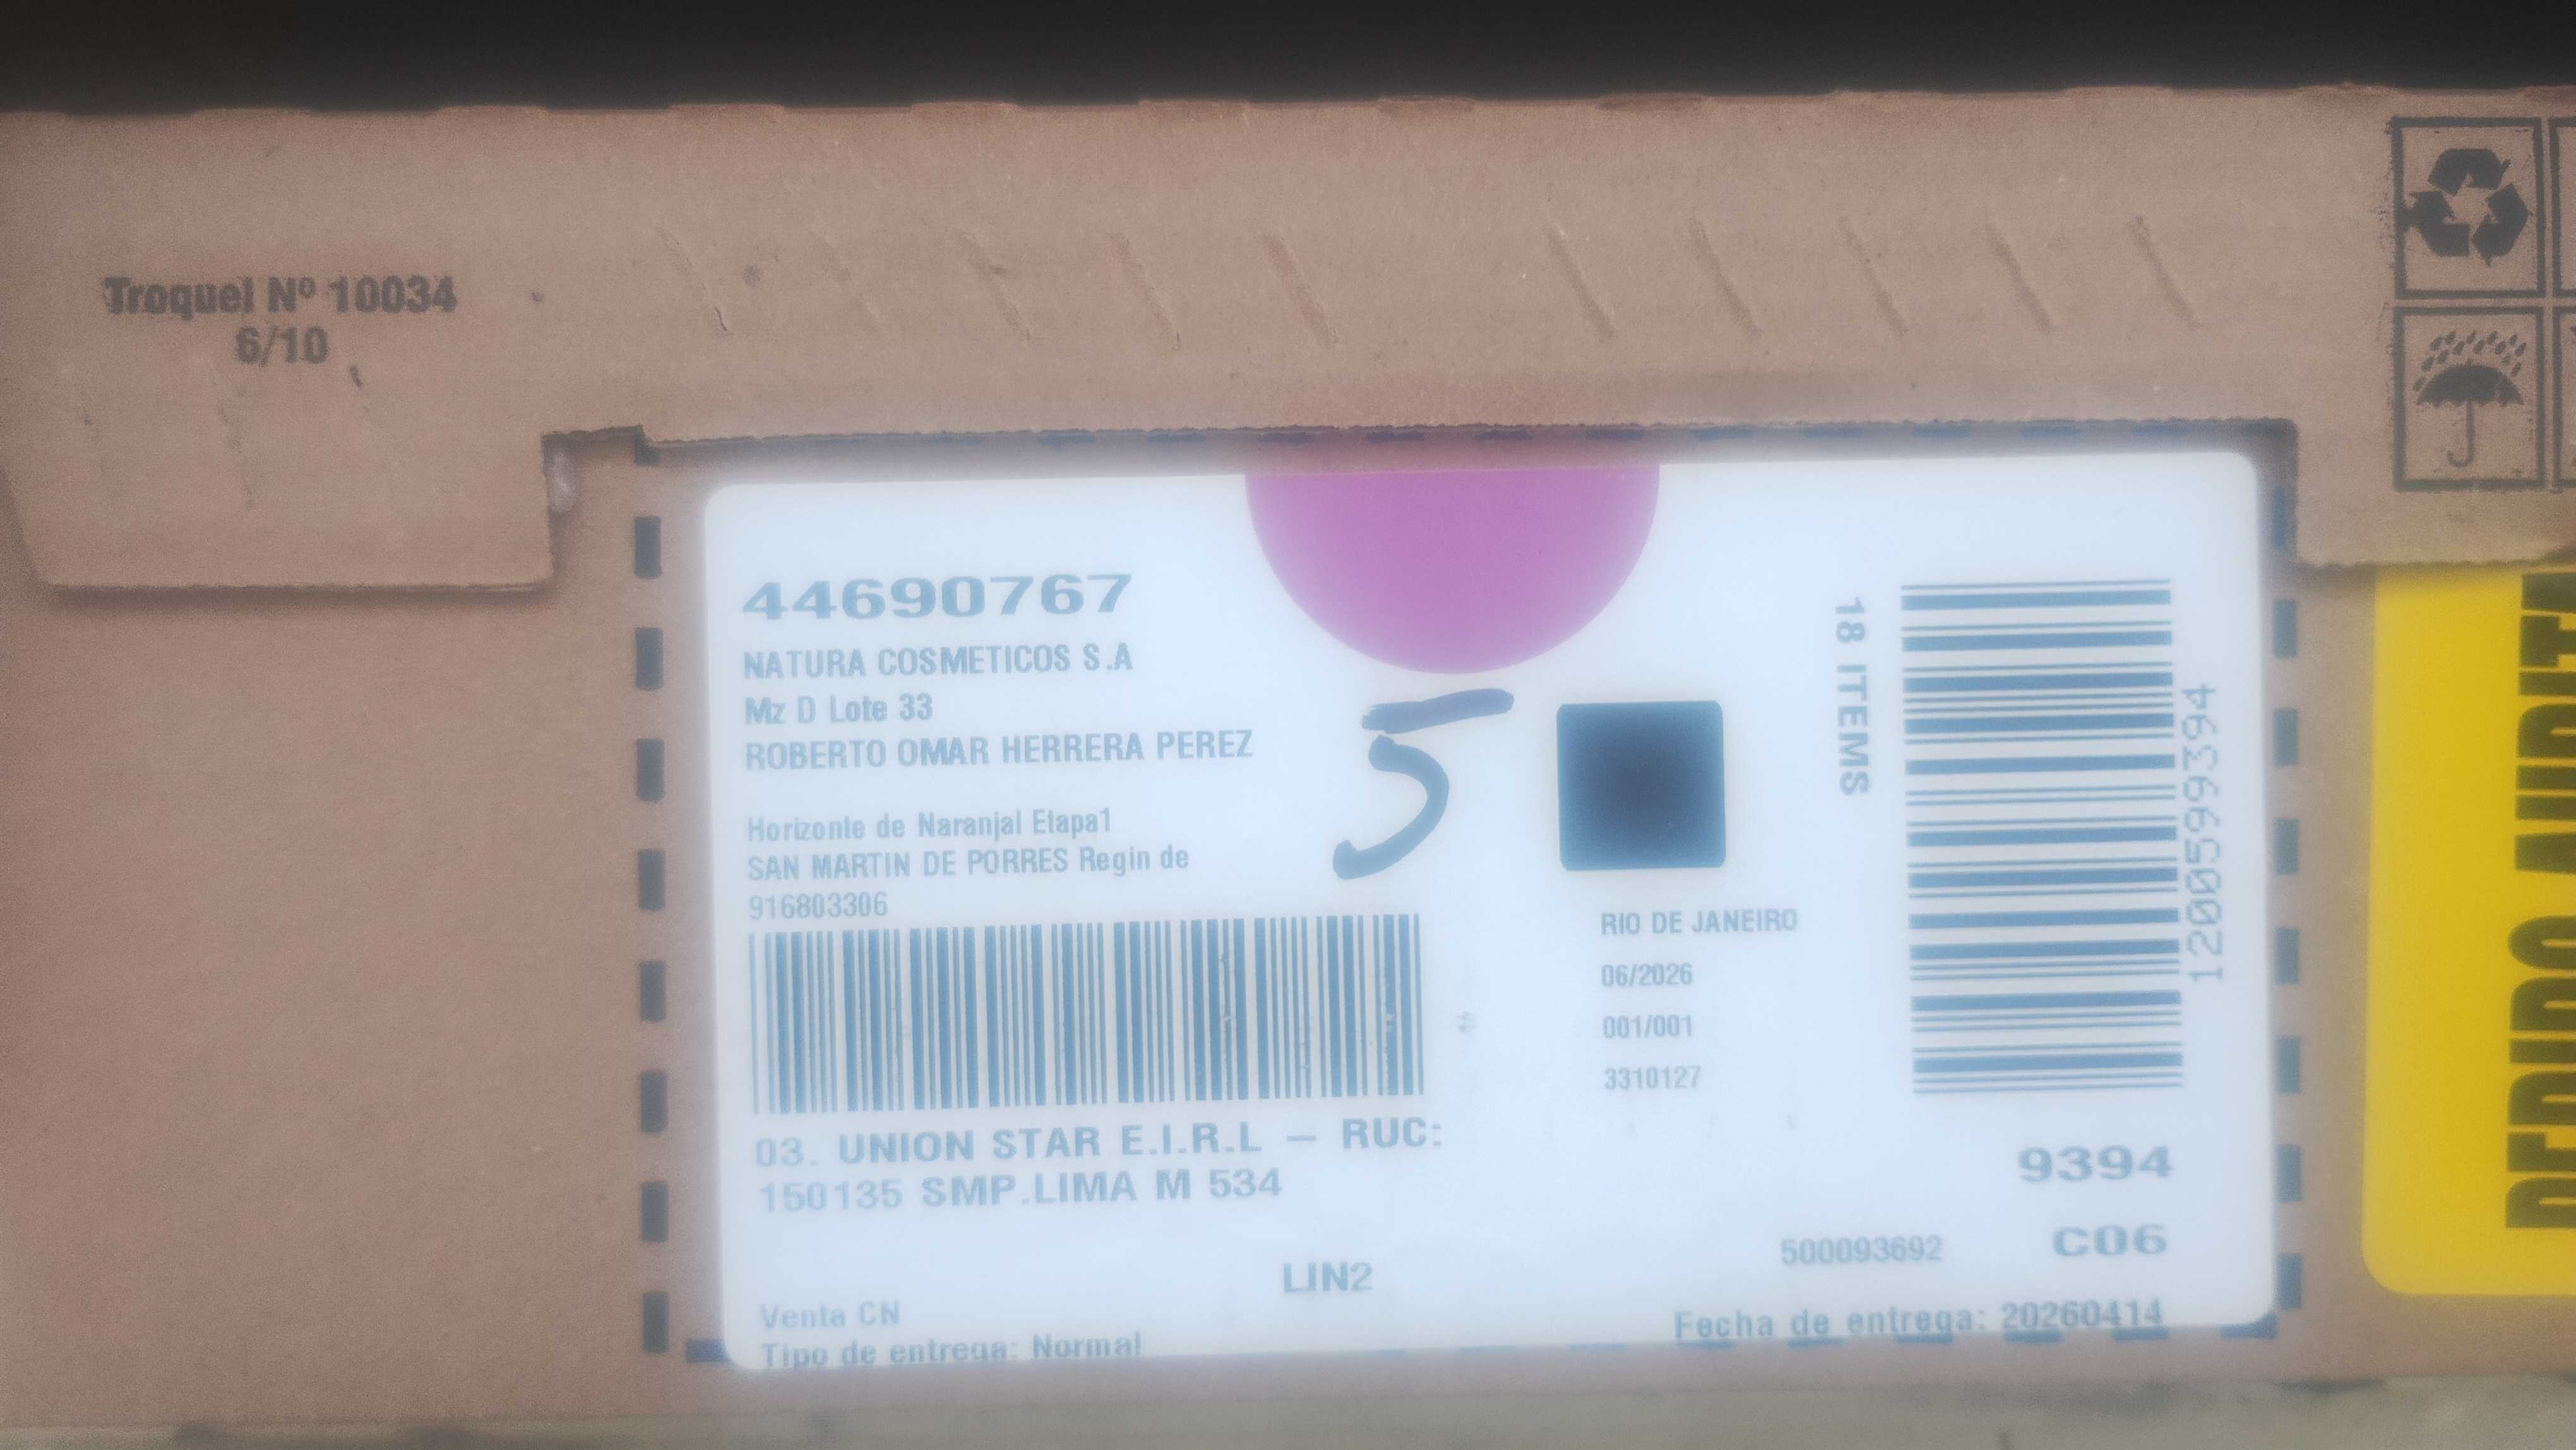 Troquel Nº 10034
6/10
44690767
NATURA COSMETICOS S.A
Mz D Lote 33
ROBERTO OMAR HERRERA PEREZ
Horizonte de Naranjal Etapa1
SAN MARTIN DE PORRES Regin de
916803306
03. UNION STAR E.I.R.L – RUC:
150135 SMP.LIMA M 534
LIN2
Venta CN
Tipo de entrega: Normal
5
RIO DE JANEIRO
06/2026
001/001
3310127
18 ITEMS
1200599394
9394
500093692 C06
Fecha de entrega: 20260414
PEDIDO